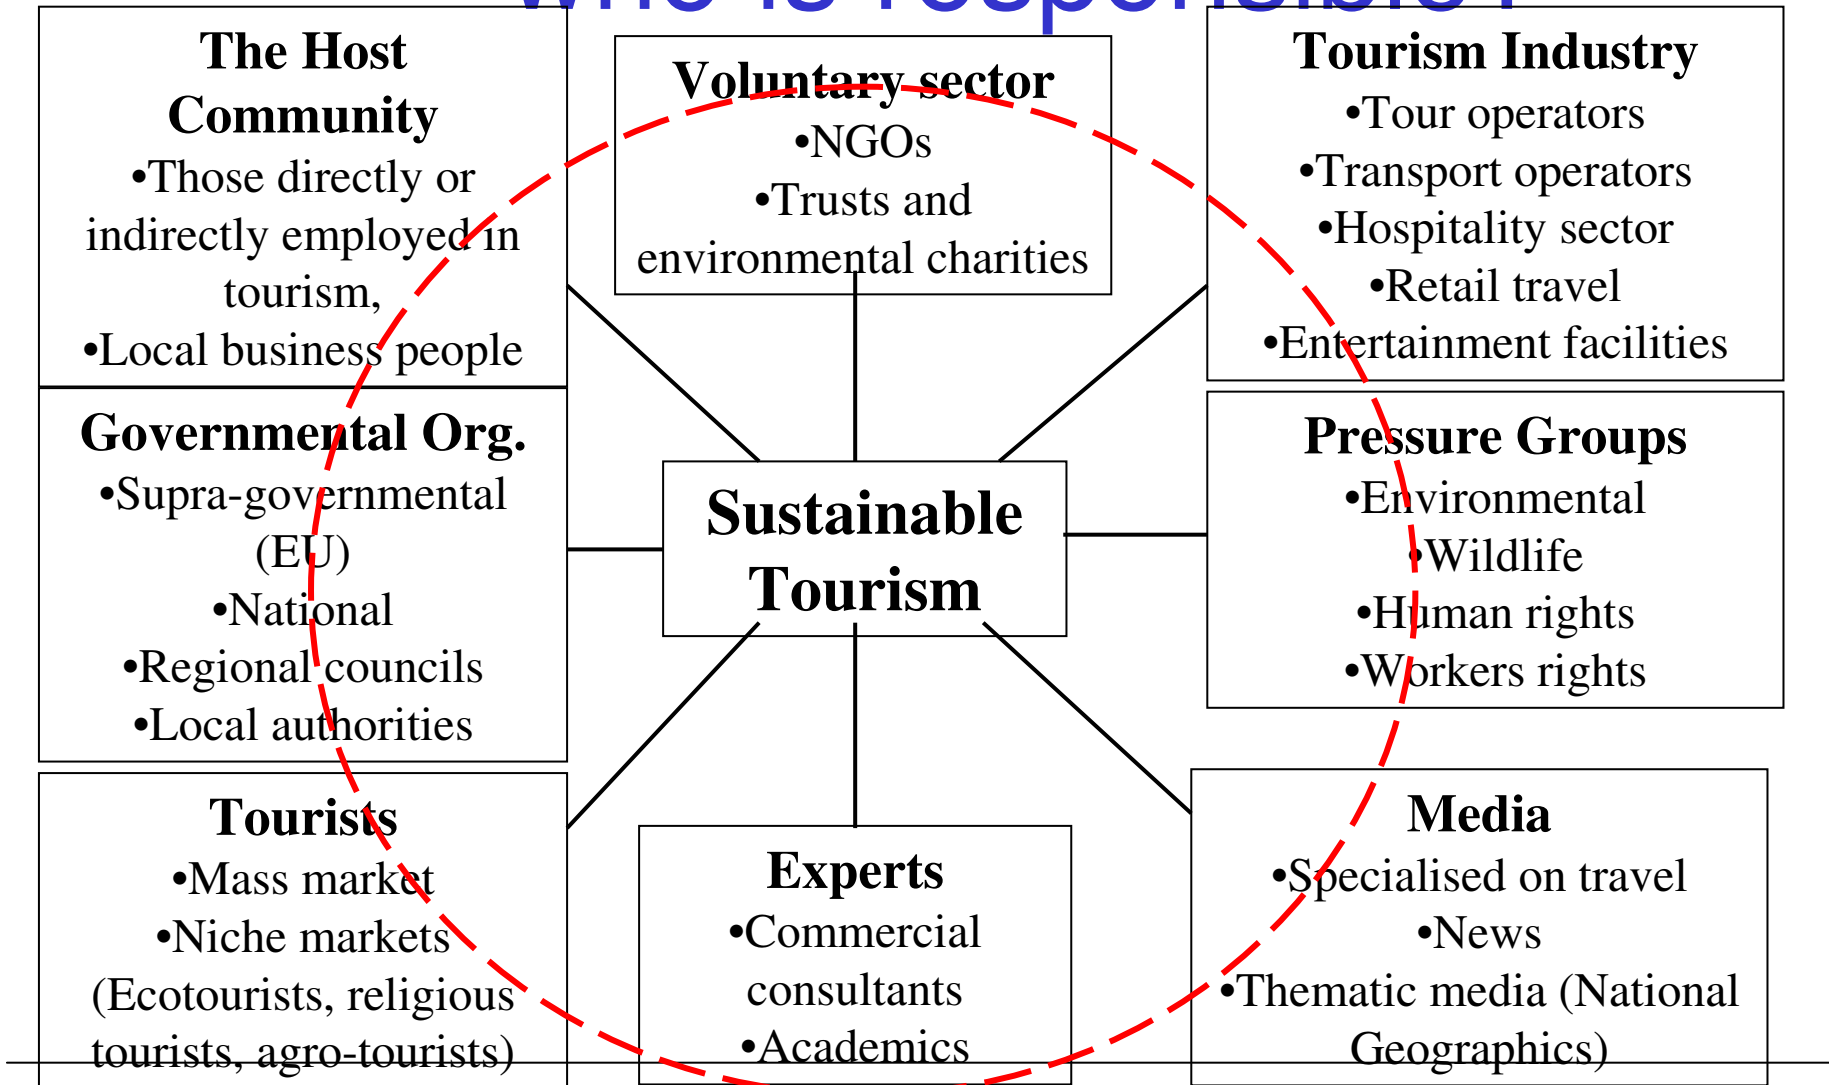 who is responsible?
The Host
Community
•Those directly or
indirectly employed in
tourism,
•Local business people
Voluntary sector
•NGOs
•Trusts and
environmental charities
Tourism Industry
•Tour operators
•Transport operators
•Hospitality sector
•Retail travel
•Entertainment facilities
Governmental Org.
•Supra-governmental
(EU)
•National
•Regional councils
•Local authorities
Sustainable
Tourism
Pressure Groups
•Environmental
•Wildlife
•Human rights
•Workers rights
Tourists
•Mass market
•Niche markets
(Ecotourists, religious
tourists, agro-tourists)
Experts
•Commercial
consultants
•Academics
Media
•Specialised on travel
•News
•Thematic media (National
Geographics)